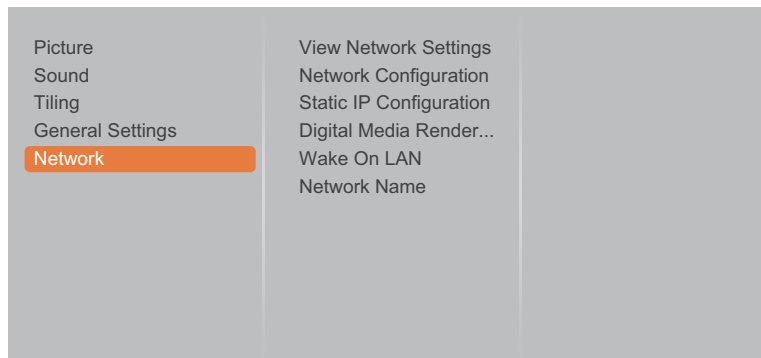 Picture
Sound
Tiling
General Settings
Network
View Network Settings
Network Configuration
Static IP Configuration
Digital Media Render...
Wake On LAN
Network Name